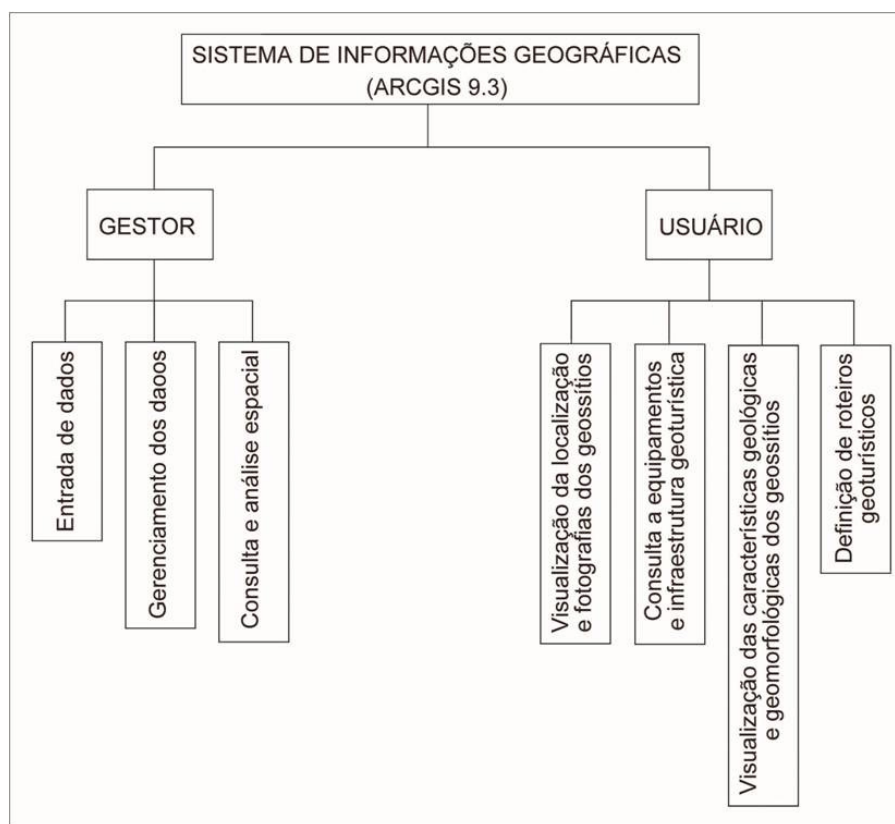 SISTEMA DE INFORMAÇÕES GEOGRÁFICAS
(ARCGIS 9.3)
GESTOR
USUÁRIO
Entrada de dados
Gerenciamento dos daoos
Consulta e análise espacial
Visualização da localização
e fotografias dos geossítios
Consulta a equipamentos
e infraestrutura geoturística
Visualização das características geológicas
e geomorfológicas dos geossítios
Definição de roteiros
geoturísticos